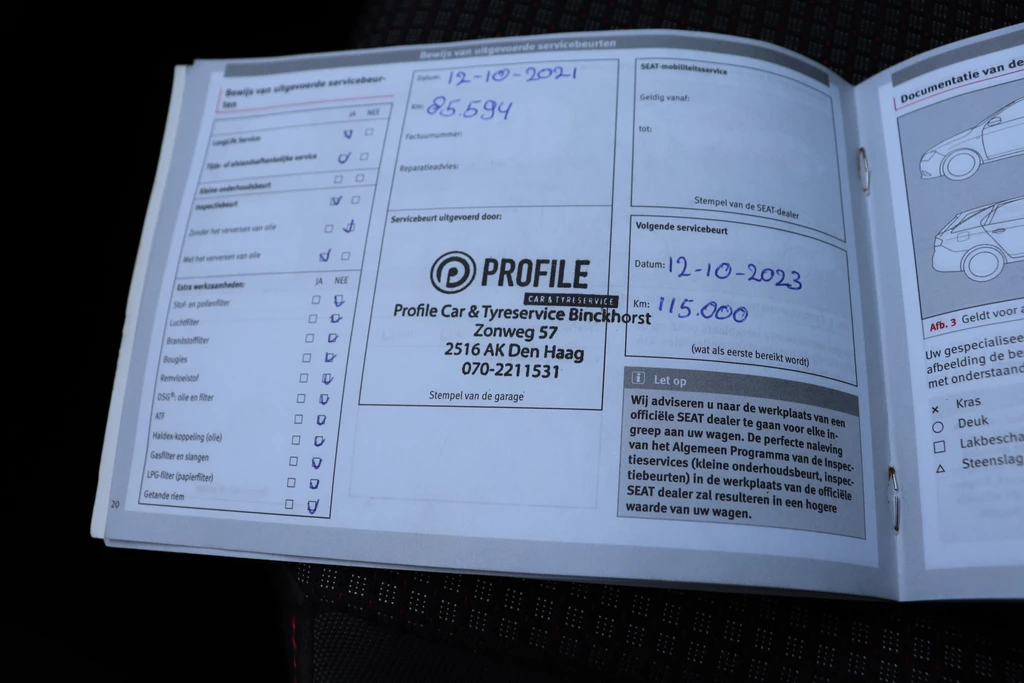 Bewijs van uitgevoerde servicebeurten
Bewijs van uitgevoerde servicebeur-
ten
JA NEE
LongLife Service
Tijds- of afstandsafhankelijke service
Kleine onderhoudsbeurt
Inspectiebeurt
Zonder het verversen van olie
Met het verversen van olie
Extra werkzaamheden: JA NEE
Stof- en pollenfilter
Luchtfilter
Brandstoffilter
Bougies
Remvloeistof
DSG®: olie en filter
ATF
Haldex-koppeling (olie)
Gasfilter en slangen
LPG-filter (papierfilter)
Getande riem
20
Datum: 12-10-2021
Km: 85.594
Factuurnummer:
Reparatieadvies:
Servicebeurt uitgevoerd door:
PROFILE
CAR & TYRESERVICE
Profile Car & Tyreservice Binckhorst
Zonweg 57
2516 AK Den Haag
070-2211531
Stempel van de garage
SEAT-mobiliteitsservice
Geldig vanaf:
tot:
Stempel van de SEAT-dealer
Volgende servicebeurt
Datum: 12-10-2023
Km: 115.000
(wat als eerste bereikt wordt)
i Let op
Wij adviseren u naar de werkplaats van een
officiële SEAT dealer te gaan voor elke in-
greep aan uw wagen. De perfecte naleving
van het Algemeen Programma van de Inspec-
tieservices (kleine onderhoudsbeurt, inspec-
tiebeurten) in de werkplaats van de officiële
SEAT dealer zal resulteren in een hogere
waarde van uw wagen.
Documentatie van de
Afb. 3 Geldt voor
Uw gespecialisee
afbeelding de be
met onderstaand
Kras
Deuk
Lakbescha
Steenslag